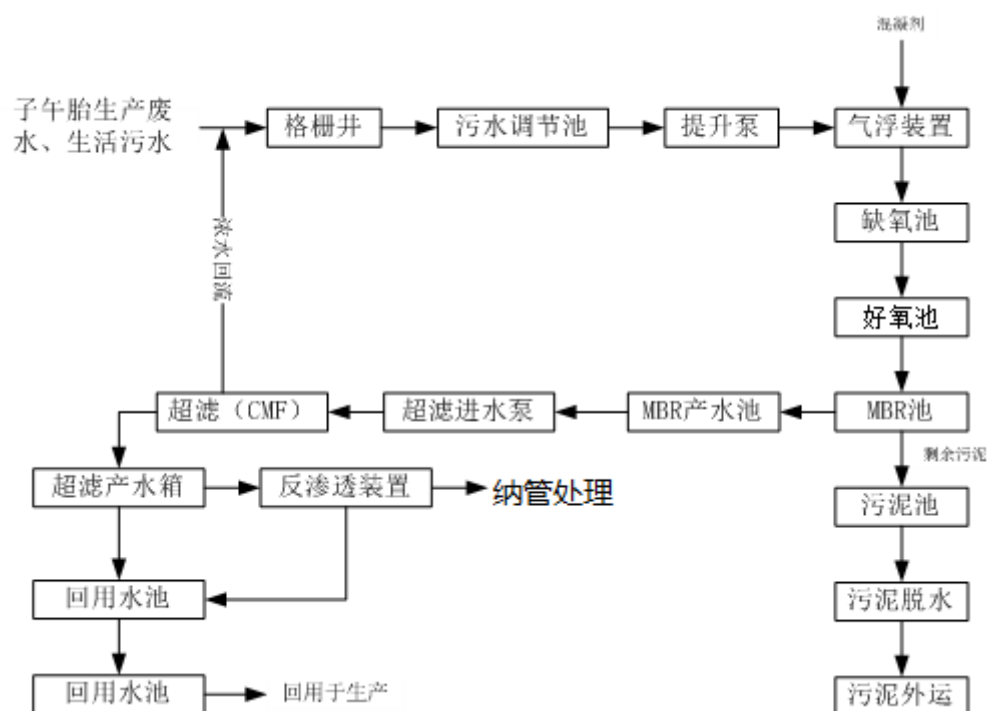 混凝剂
子午胎生产废
水、生活污水
格栅井
污水调节池
提升泵
气浮装置
缺氧池
浓水回流
好氧池
超滤（CMF）
超滤进水泵
MBR产水池
MBR池
剩余污泥
超滤产水箱
反渗透装置
纳管处理
污泥池
回用水池
污泥脱水
回用水池
回用于生产
污泥外运